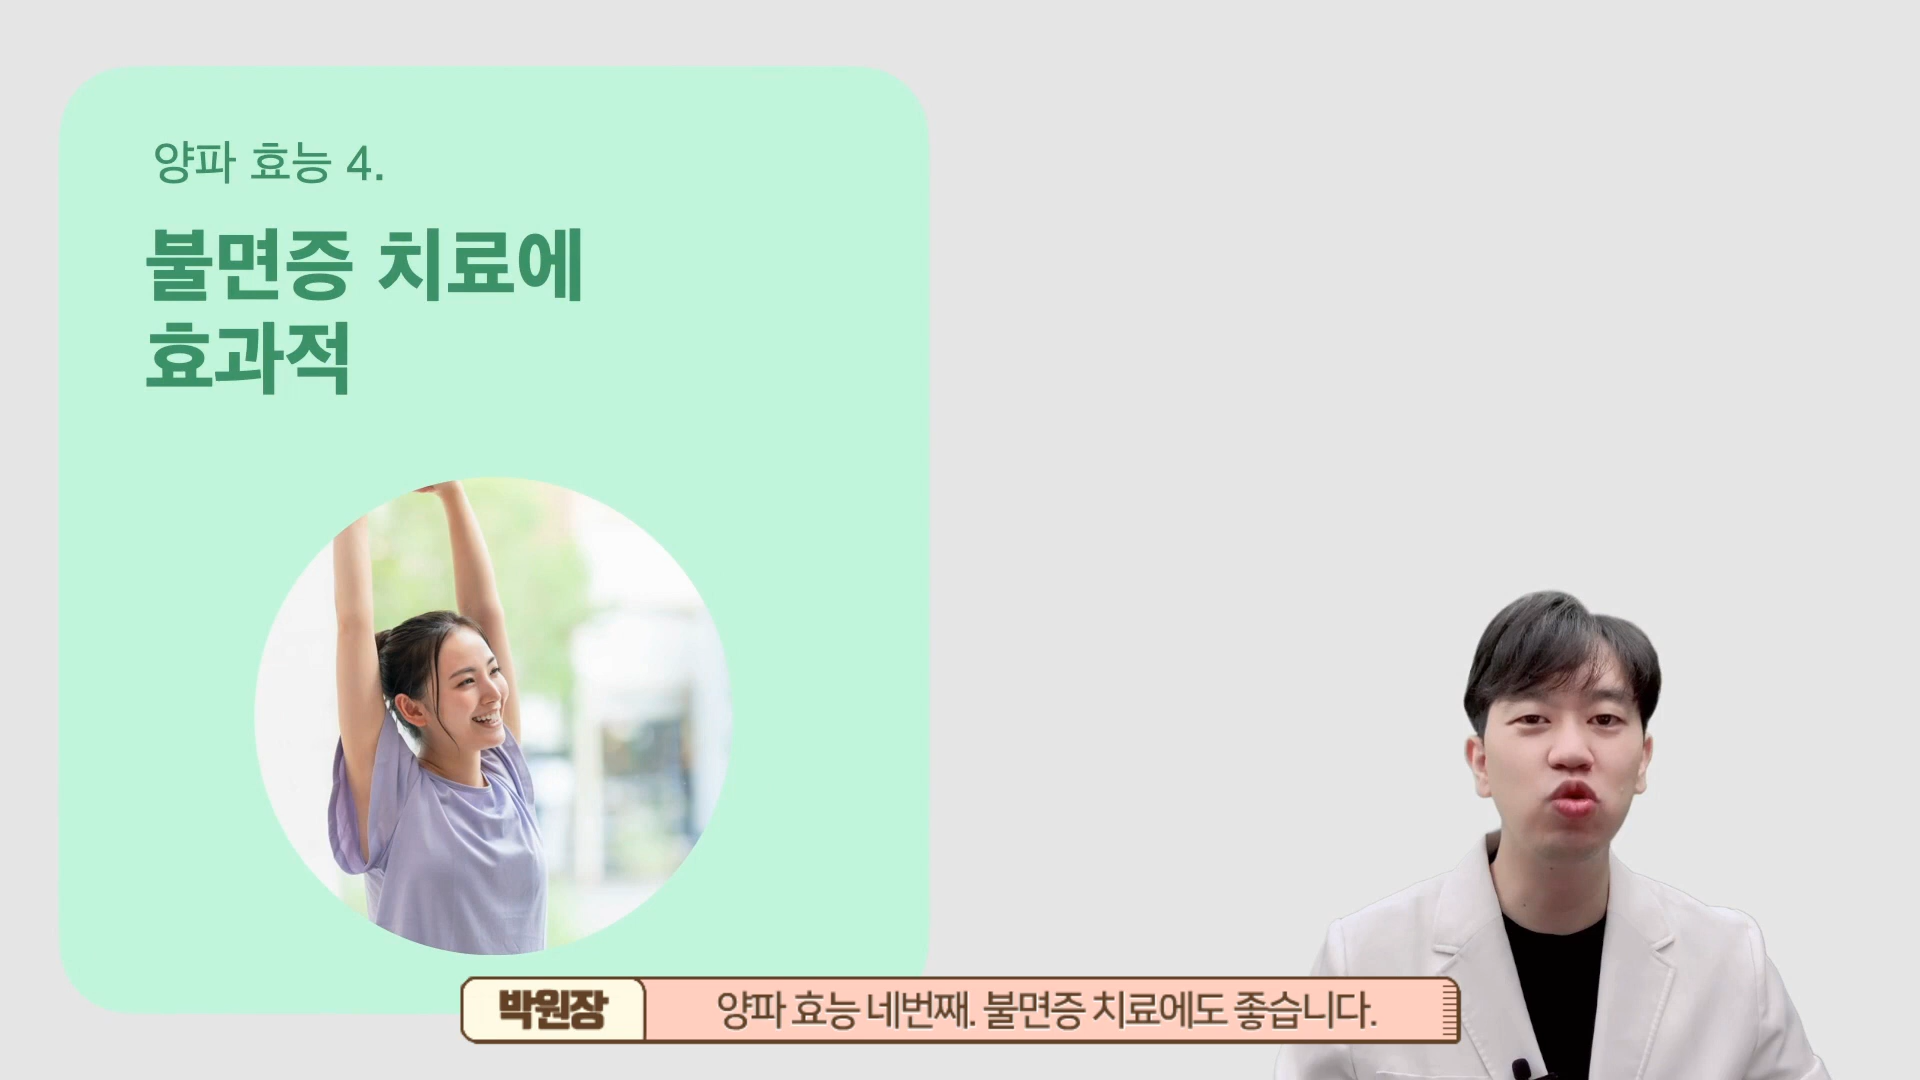 양파 효능 4.
불면증 치료에
효과적
박원장
양파 효능 네번째. 불면증 치료에도 좋습니다.